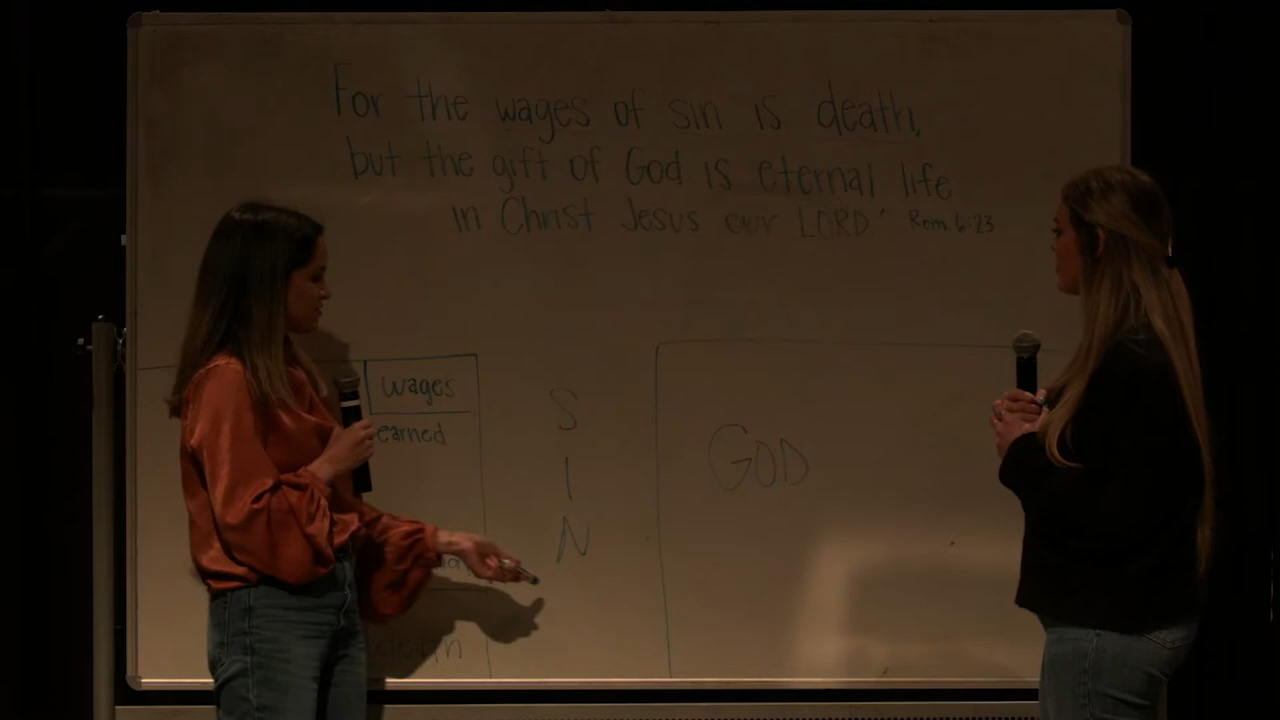 For the wages of sin is death,
but the gift of God is eternal life
in Christ Jesus our LORD' Rom. 6:23
wages
earned
S
I
N
GOD